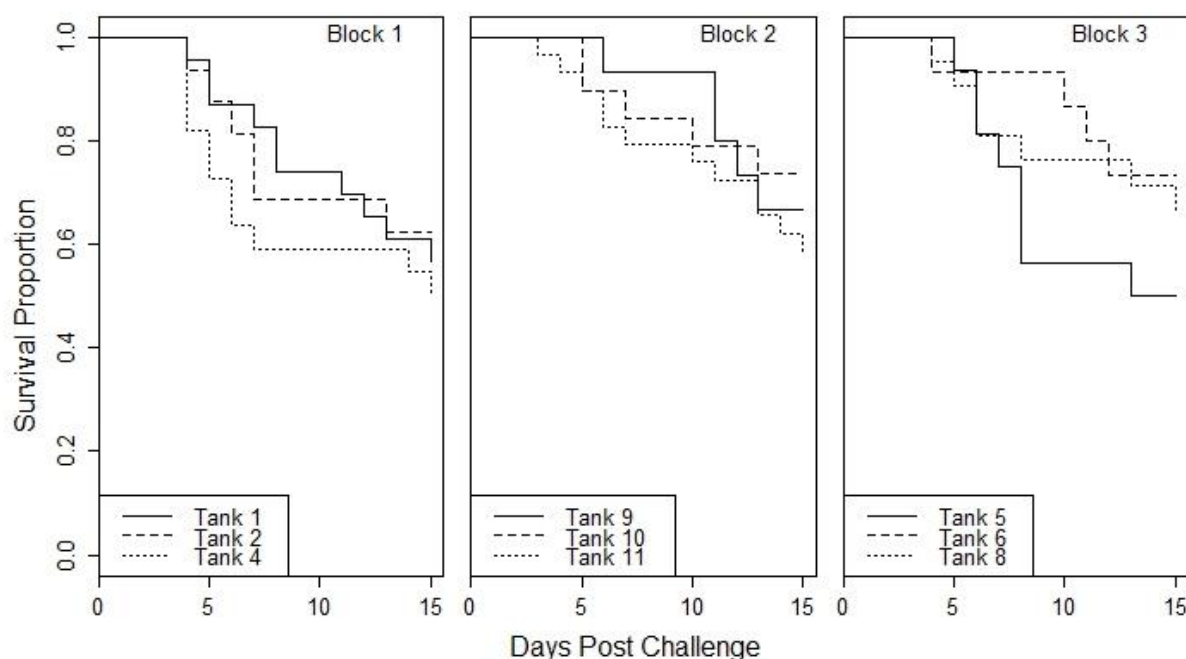 Block 1
Block 2
Block 3
Survival Proportion
1.0
0.8
0.6
0.4
0.2
0.0
Tank 1
Tank 2
Tank 4
Tank 9
Tank 10
Tank 11
Tank 5
Tank 6
Tank 8
0 5 10 15 0 5 10 15 0 5 10 15
Days Post Challenge